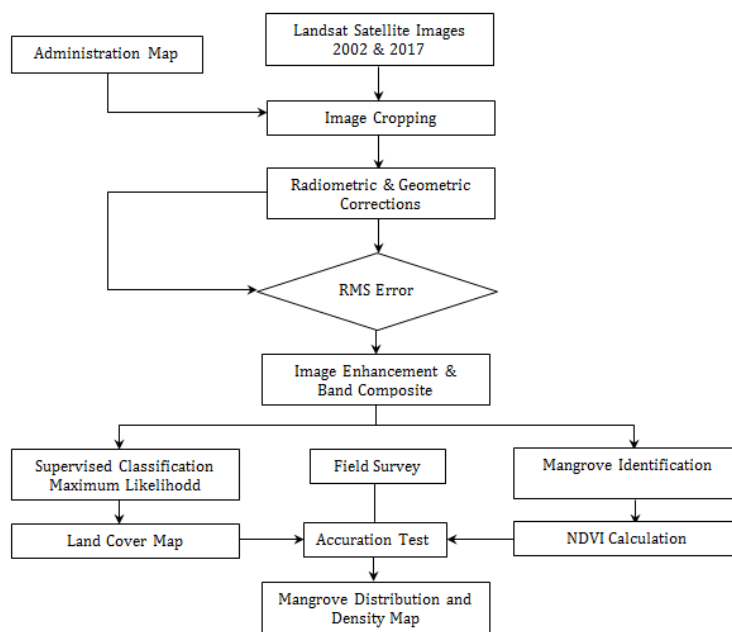 Landsat Satellite Images
2002 & 2017
Administration Map
Image Cropping
Radiometric & Geometric
Corrections
RMS Error
Image Enhancement &
Band Composite
Supervised Classification
Maximum Likelihodd
Field Survey
Mangrove Identification
Land Cover Map
Accuration Test
NDVI Calculation
Mangrove Distribution and
Density Map